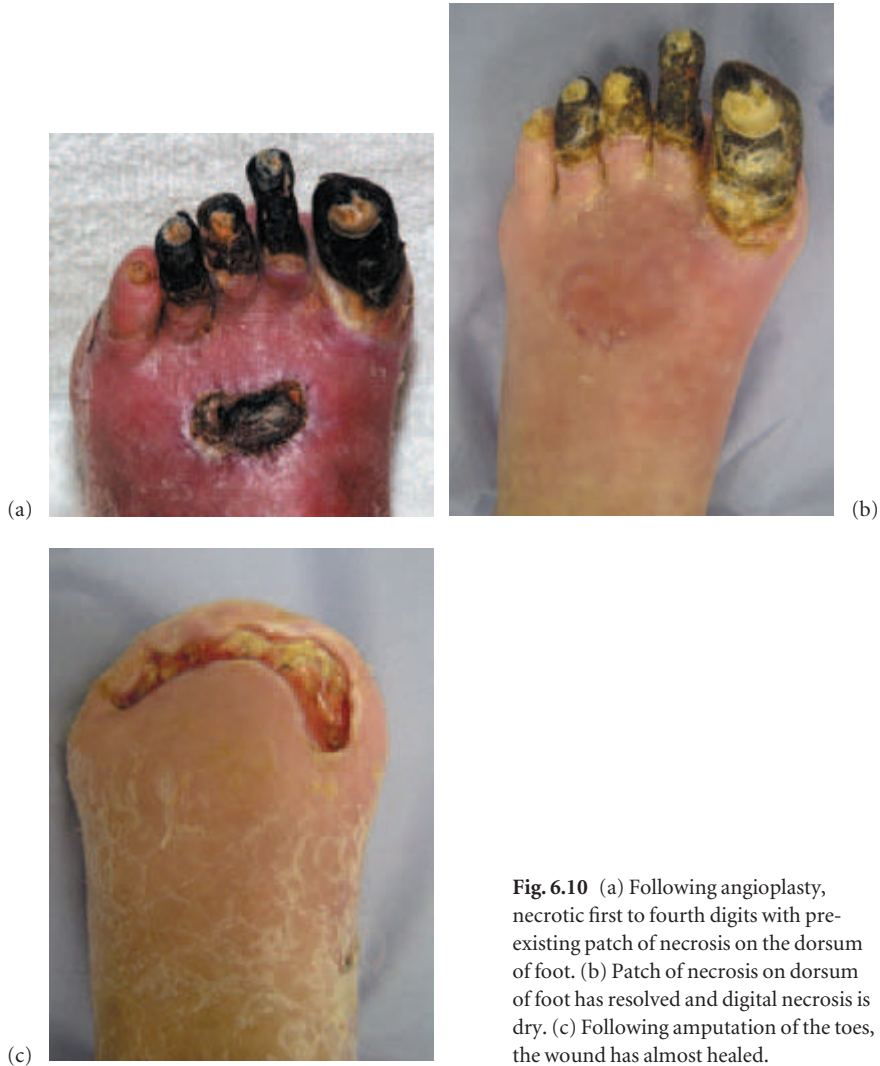 (a)
(b)
(c)
Fig. 6.10 (a) Following angioplasty,
necrotic first to fourth digits with pre-
existing patch of necrosis on the dorsum
of foot. (b) Patch of necrosis on dorsum
of foot has resolved and digital necrosis is
dry. (c) Following amputation of the toes,
the wound has almost healed.